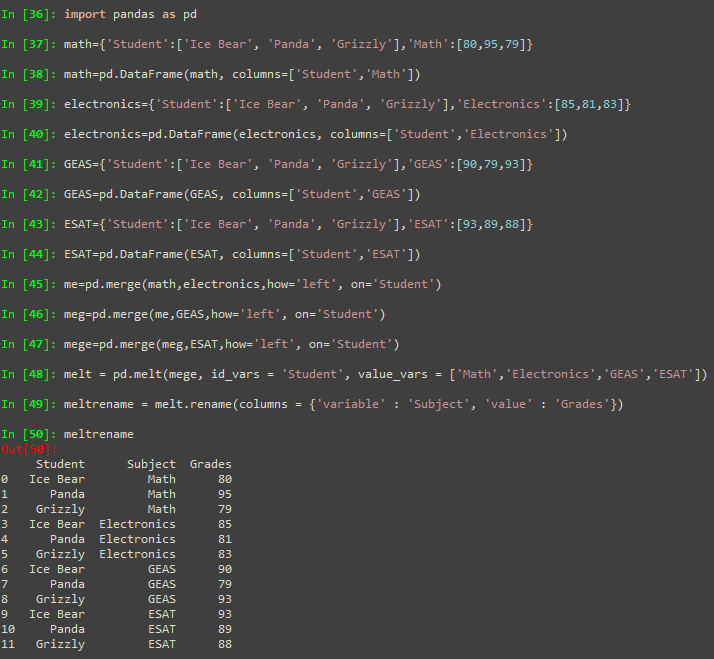 In [36]: import pandas as pd
In [37]: math={'Student':['Ice Bear', 'Panda', 'Grizzly'],'Math':[80,95,79]}
In [38]: math=pd.DataFrame(math, columns=['Student','Math'])
In [39]: electronics={'Student':['Ice Bear', 'Panda', 'Grizzly'],'Electronics':[85,81,83]}
In [40]: electronics=pd.DataFrame(electronics, columns=['Student','Electronics'])
In [41]: GEAS={'Student':['Ice Bear', 'Panda', 'Grizzly'],'GEAS':[90,79,93]}
In [42]: GEAS=pd.DataFrame(GEAS, columns=['Student','GEAS'])
In [43]: ESAT={'Student':['Ice Bear', 'Panda', 'Grizzly'],'ESAT':[93,89,88]}
In [44]: ESAT=pd.DataFrame(ESAT, columns=['Student','ESAT'])
In [45]: me=pd.merge(math,electronics,how='left', on='Student')
In [46]: meg=pd.merge(me,GEAS,how='left', on='Student')
In [47]: mege=pd.merge(meg,ESAT,how='left', on='Student')
In [48]: melt = pd.melt(mege, id_vars = 'Student', value_vars = ['Math','Electronics','GEAS','ESAT'])
In [49]: meltrename = melt.rename(columns = {'variable' : 'Subject', 'value' : 'Grades'})
In [50]: meltrename
Out[50]:
Student Subject Grades
0 Ice Bear Math 80
1 Panda Math 95
2 Grizzly Math 79
3 Ice Bear Electronics 85
4 Panda Electronics 81
5 Grizzly Electronics 83
6 Ice Bear GEAS 90
7 Panda GEAS 79
8 Grizzly GEAS 93
9 Ice Bear ESAT 93
10 Panda ESAT 89
11 Grizzly ESAT 88